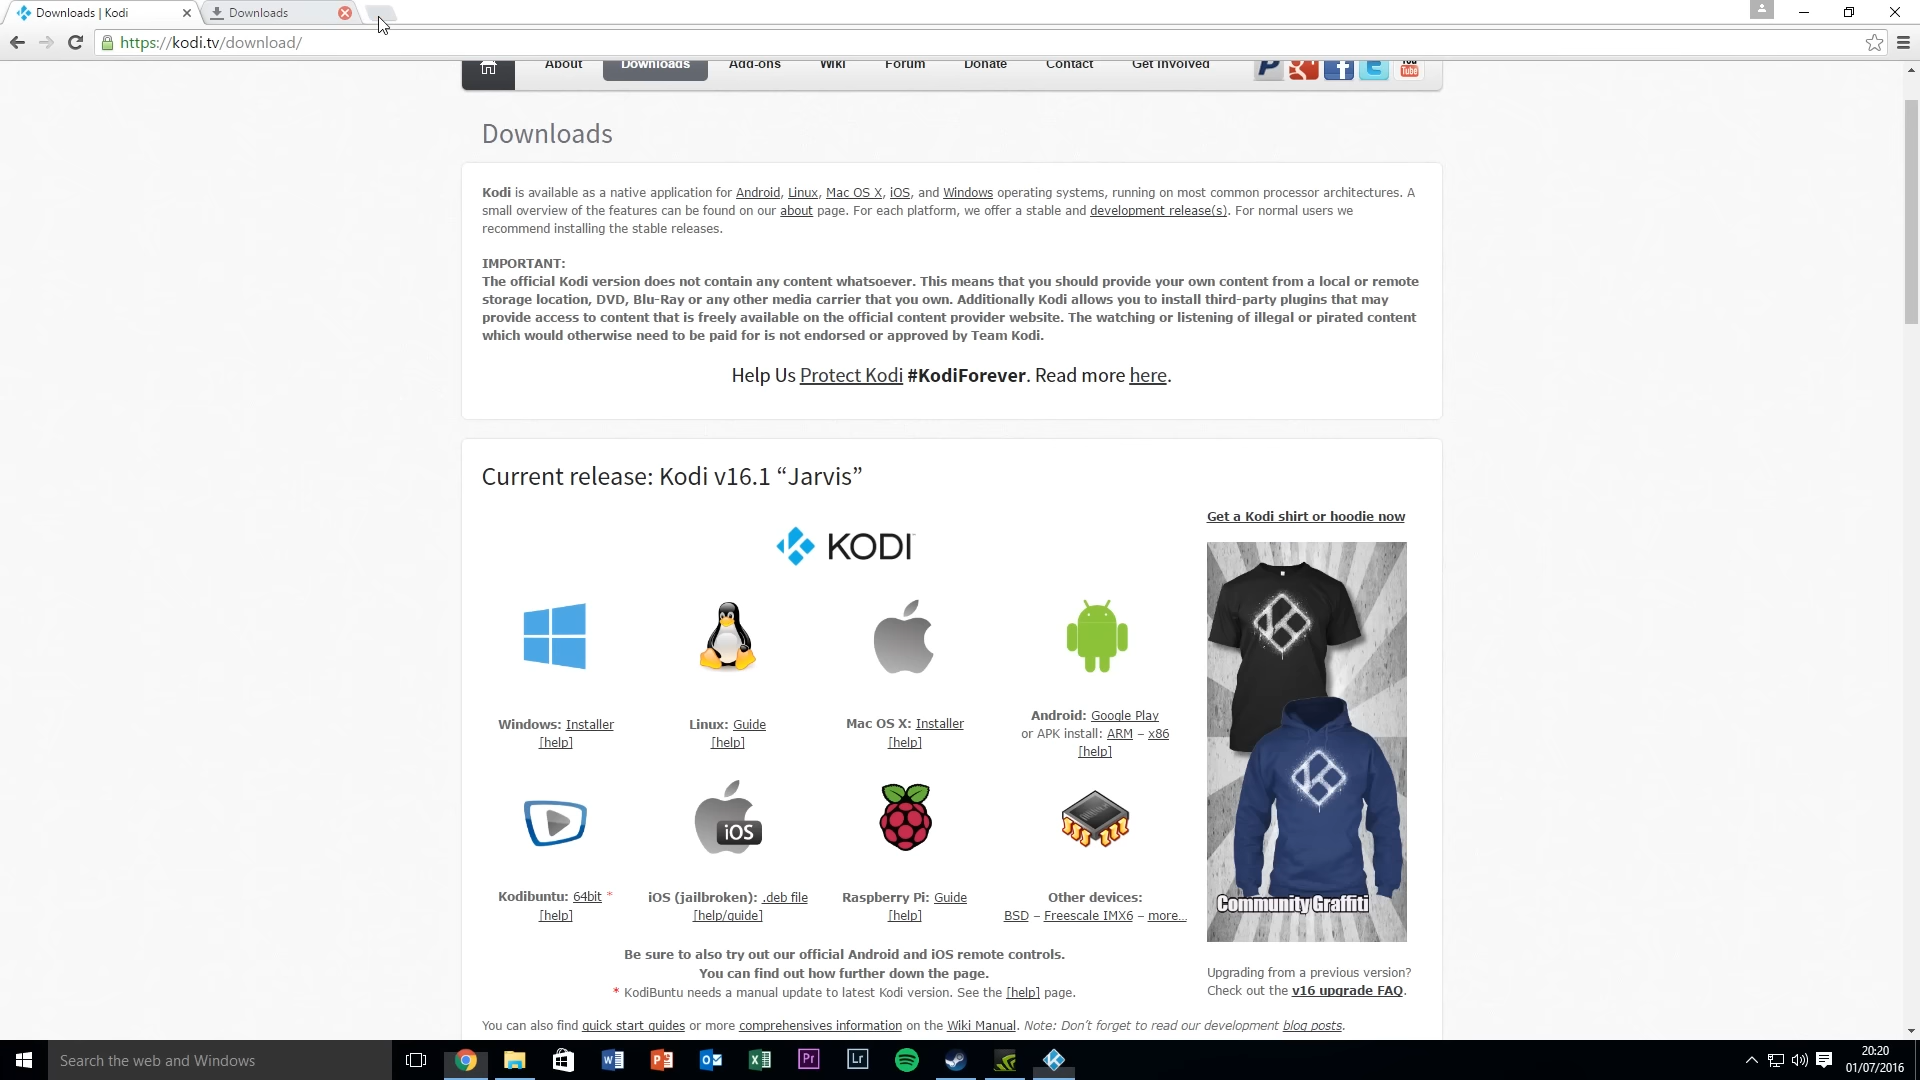 Downloads | Kodi
Downloads
https://kodi.tv/download/
About Downloads Add-ons Wiki Forum Donate Contact Get Involved
You Tube
Downloads
Kodi is available as a native application for Android, Linux, Mac OS X, iOS, and Windows operating systems, running on most common processor architectures. A
small overview of the features can be found on our about page. For each platform, we offer a stable and development release(s). For normal users we
recommend installing the stable releases.
IMPORTANT:
The official Kodi version does not contain any content whatsoever. This means that you should provide your own content from a local or remote
storage location, DVD, Blu-Ray or any other media carrier that you own. Additionally Kodi allows you to install third-party plugins that may
provide access to content that is freely available on the official content provider website. The watching or listening of illegal or pirated content
which would otherwise need to be paid for is not endorsed or approved by Team Kodi.
Help Us Protect Kodi #KodiForever. Read more here.
Current release: Kodi v16.1 “Jarvis”
Get a Kodi shirt or hoodie now
KODI
Windows: Installer
[help]
Linux: Guide
[help]
Mac OS X: Installer
[help]
Android: Google Play
or APK install: ARM – x86
[help]
iOS
Kodibuntu: 64bit *
[help]
iOS (jailbroken): .deb file
[help/guide]
Raspberry Pi: Guide
[help]
Other devices:
BSD – Freescale IMX6 – more...
Community Graffiti
Be sure to also try out our official Android and iOS remote controls.
You can find out how further down the page.
* KodiBuntu needs a manual update to latest Kodi version. See the [help] page.
Upgrading from a previous version?
Check out the v16 upgrade FAQ.
You can also find quick start guides or more comprehensives information on the Wiki Manual. Note: Don't forget to read our development blog posts.
Search the web and Windows
Pr
Lr
20:20
01/07/2016